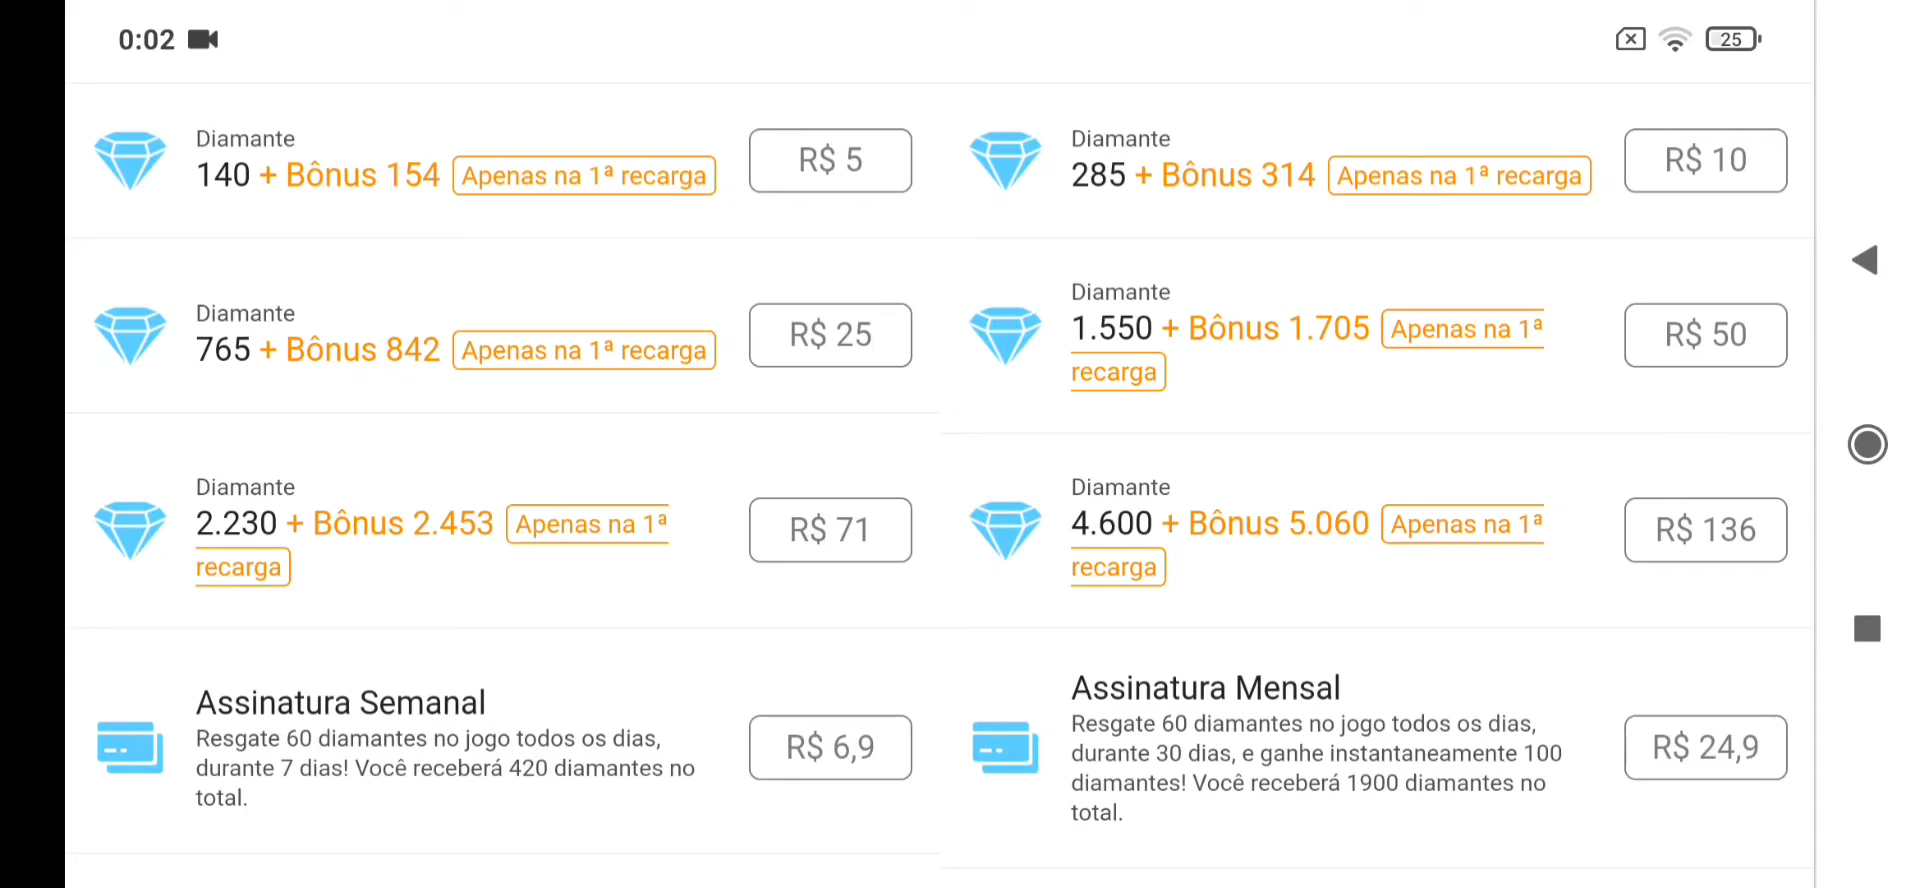 0:02
25
Diamante
140 + Bônus 154 Apenas na 1ª recarga
R$ 5
Diamante
285 + Bônus 314 Apenas na 1ª recarga
R$ 10
Diamante
765 + Bônus 842 Apenas na 1ª recarga
R$ 25
Diamante
1.550 + Bônus 1.705 Apenas na 1ª
recarga
R$ 50
Diamante
2.230 + Bônus 2.453 Apenas na 1ª
recarga
R$ 71
Diamante
4.600 + Bônus 5.060 Apenas na 1ª
recarga
R$ 136
Assinatura Semanal
Resgate 60 diamantes no jogo todos os dias,
durante 7 dias! Você receberá 420 diamantes no
total.
R$ 6,9
Assinatura Mensal
Resgate 60 diamantes no jogo todos os dias,
durante 30 dias, e ganhe instantaneamente 100
diamantes! Você receberá 1900 diamantes no
total.
R$ 24,9